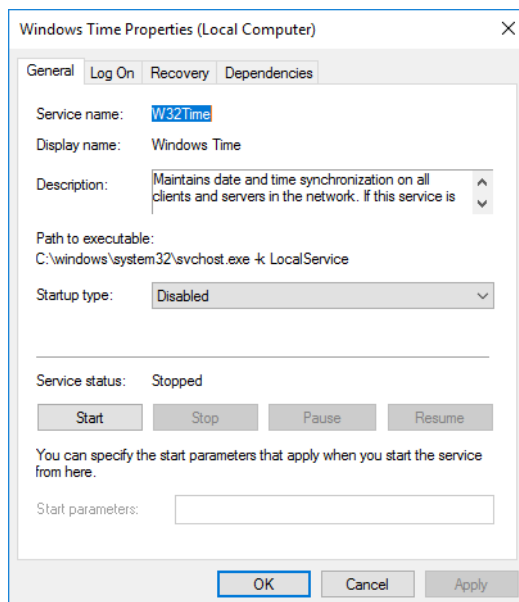 Windows Time Properties (Local Computer)
General Log On Recovery Dependencies
Service name: W32Time
Display name: Windows Time
Description: Maintains date and time synchronization on all
clients and servers in the network. If this service is
Path to executable:
C:\windows\system32\svchost.exe -k LocalService
Startup type: Disabled
Service status: Stopped
Start Stop Pause Resume
You can specify the start parameters that apply when you start the service
from here.
Start parameters:
OK Cancel Apply